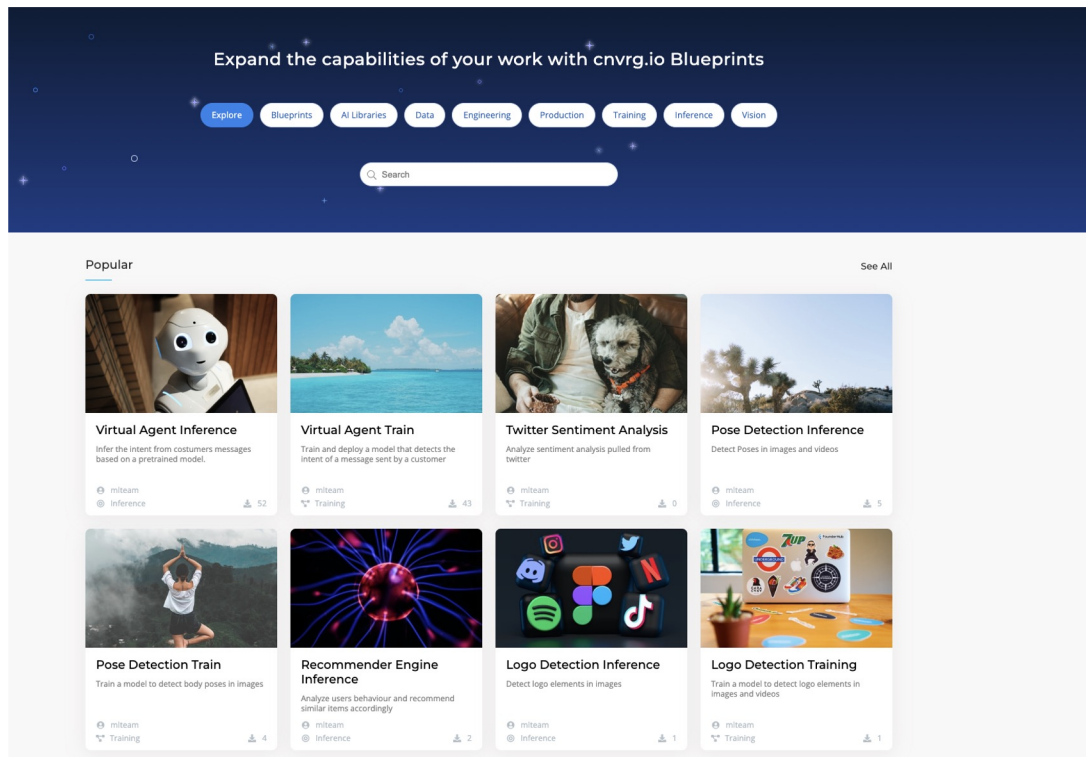 Expand the capabilities of your work with cnvrg.io Blueprints
Explore
Blueprints
AI Libraries
Data
Engineering
Production
Training
Inference
Vision
Search
Popular
See All
Virtual Agent Inference
Infer the intent from costumers messages
based on a pretrained model.
mlteam
Inference
52
Virtual Agent Train
Train and deploy a model that detects the
intent of a message sent by a customer
mlteam
Training
43
Twitter Sentiment Analysis
Analyze sentiment analysis pulled from
twitter
mlteam
Training
0
Pose Detection Inference
Detect Poses in images and videos
mlteam
Inference
5
Pose Detection Train
Train a model to detect body poses in images
mlteam
Training
4
Recommender Engine
Inference
Analyze users behaviour and recommend
similar items accordingly
mlteam
Inference
2
Logo Detection Inference
Detect logo elements in images
mlteam
Inference
1
7UP
UNDERGROUND
Logo Detection Training
Train a model to detect logo elements in
images and videos
mlteam
Training
1